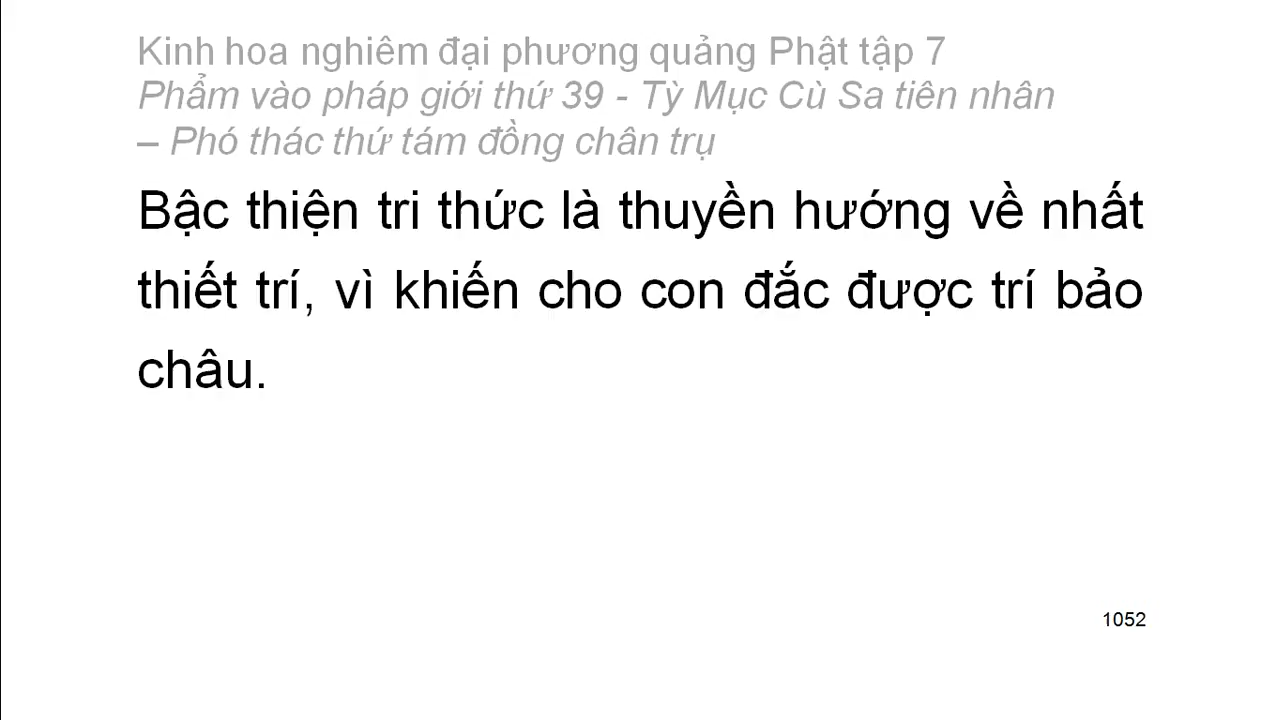 Kinh hoa nghiêm đại phương quảng Phật tập 7
Phẩm vào pháp giới thứ 39 - Tỳ Mục Cù Sa tiên nhân
– Phó thác thứ tám đồng chân trụ
Bậc thiện tri thức là thuyền hướng về nhất
thiết trí, vì khiến cho con đắc được trí bảo
châu.
1052